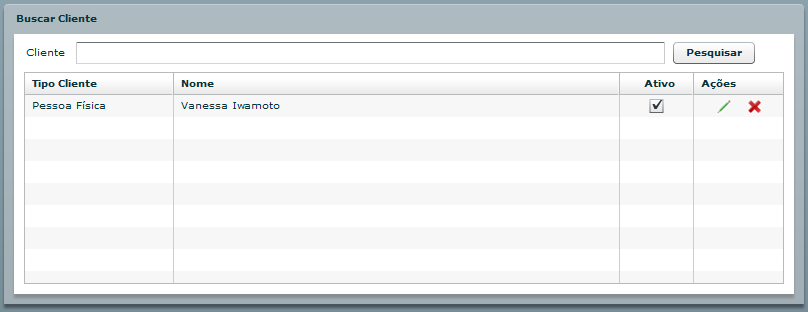 Buscar Cliente
Cliente Pesquisar
Tipo Cliente Nome Ativo Ações
Pessoa Física Vanessa Iwamoto